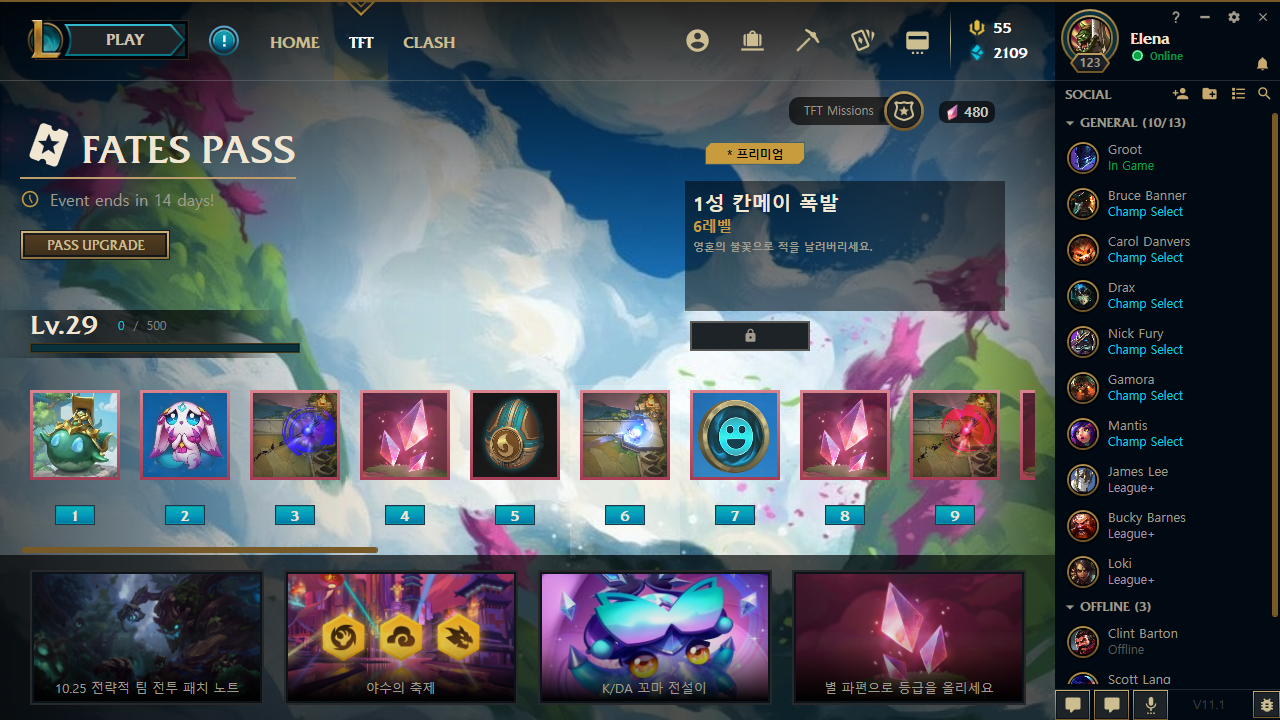 PLAY
HOME
TFT
CLASH
55
2109
?
123
Elena
Online
TFT Missions
480
FATES PASS
Event ends in 14 days!
PASS UPGRADE
* 프리미엄
1성 칸메이 폭발
6레벨
영혼의 불꽃으로 적을 날려버리세요.
Lv.29
0 / 500
1
2
3
4
5
6
7
8
9
10.25 전략적 팀 전투 패치 노트
야수의 축제
K/DA 꼬마 전설이
별 파편으로 등급을 올리세요
SOCIAL
GENERAL (10/13)
Groot
In Game
Bruce Banner
Champ Select
Carol Danvers
Champ Select
Drax
Champ Select
Nick Fury
Champ Select
Gamora
Champ Select
Mantis
Champ Select
James Lee
League+
Bucky Barnes
League+
Loki
League+
OFFLINE (3)
Clint Barton
Offline
Scott Lang
V11.1